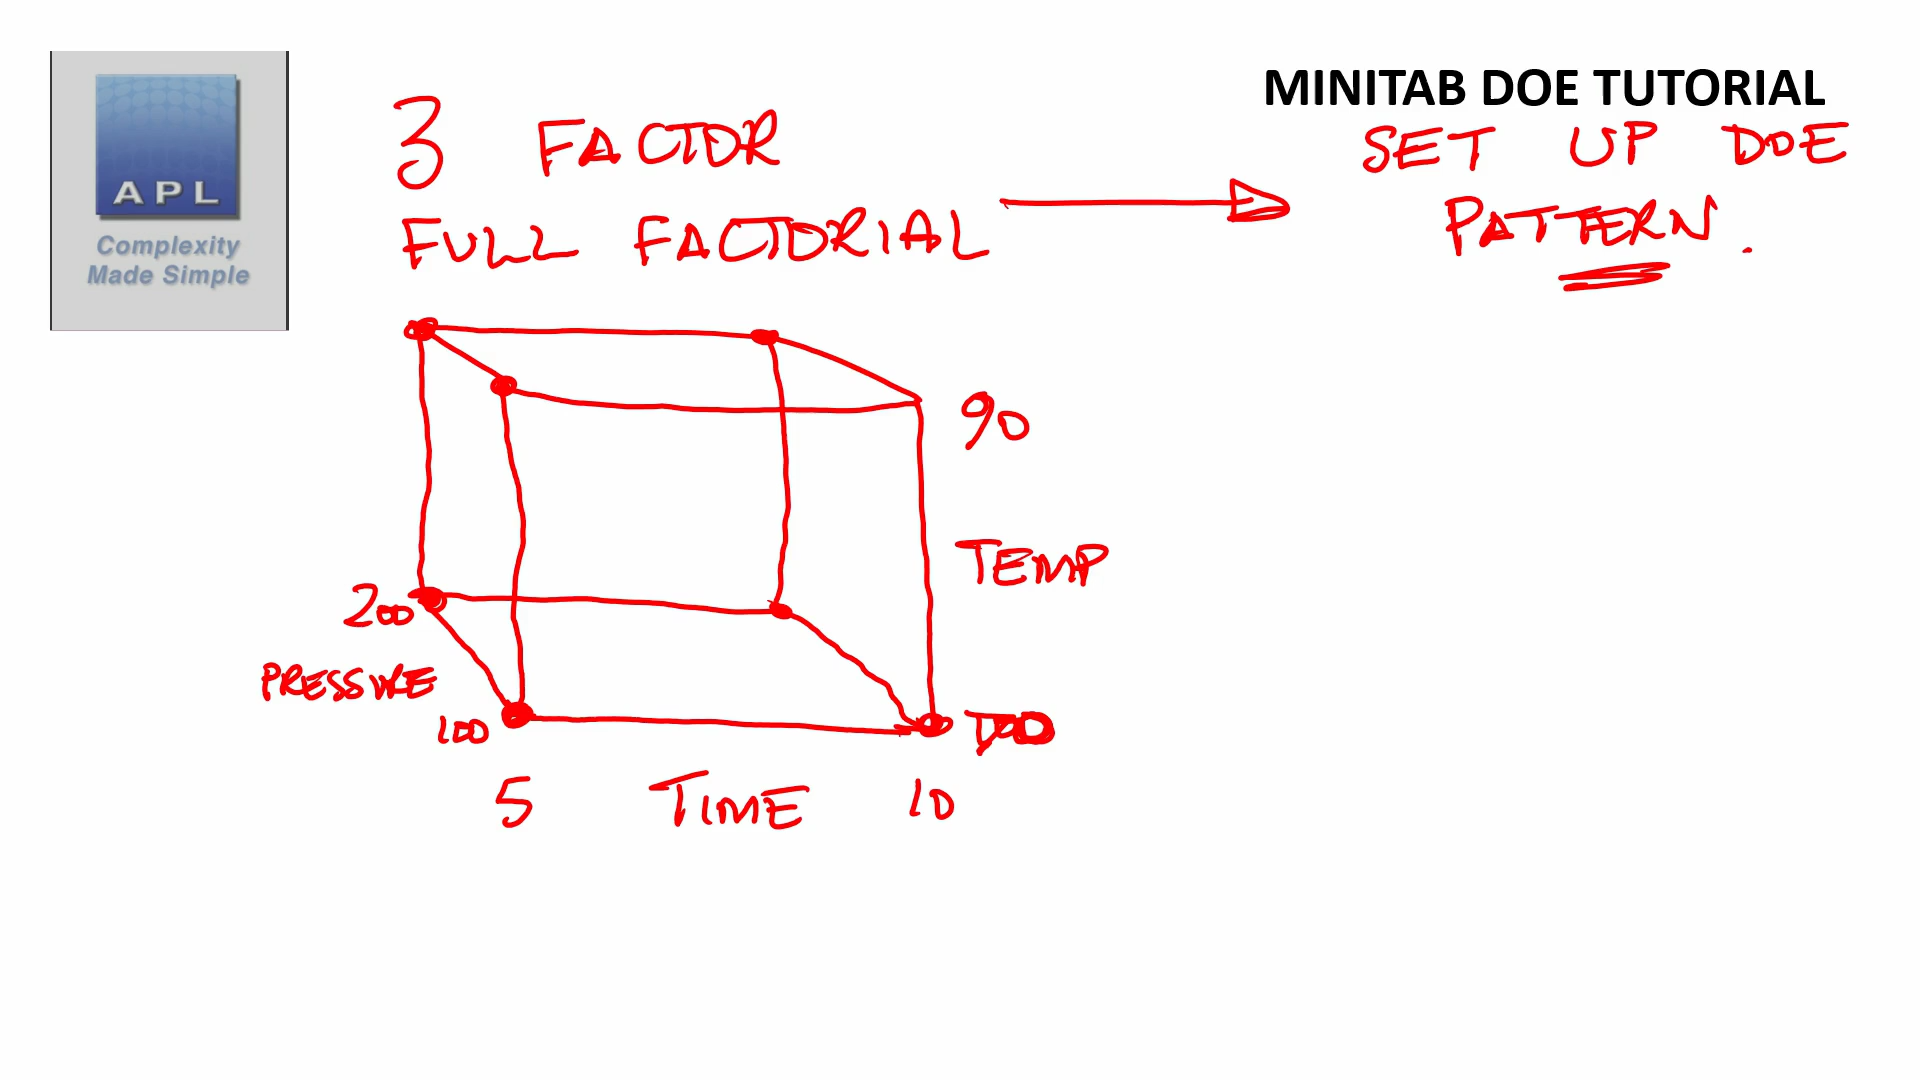 APL
Complexity
Made Simple
MINITAB DOE TUTORIAL
3 FACTOR
FULL FACTORIAL
SET UP DOE
PATTERN.
90
TEMP
200
PRESSURE
100
5 TIME 10